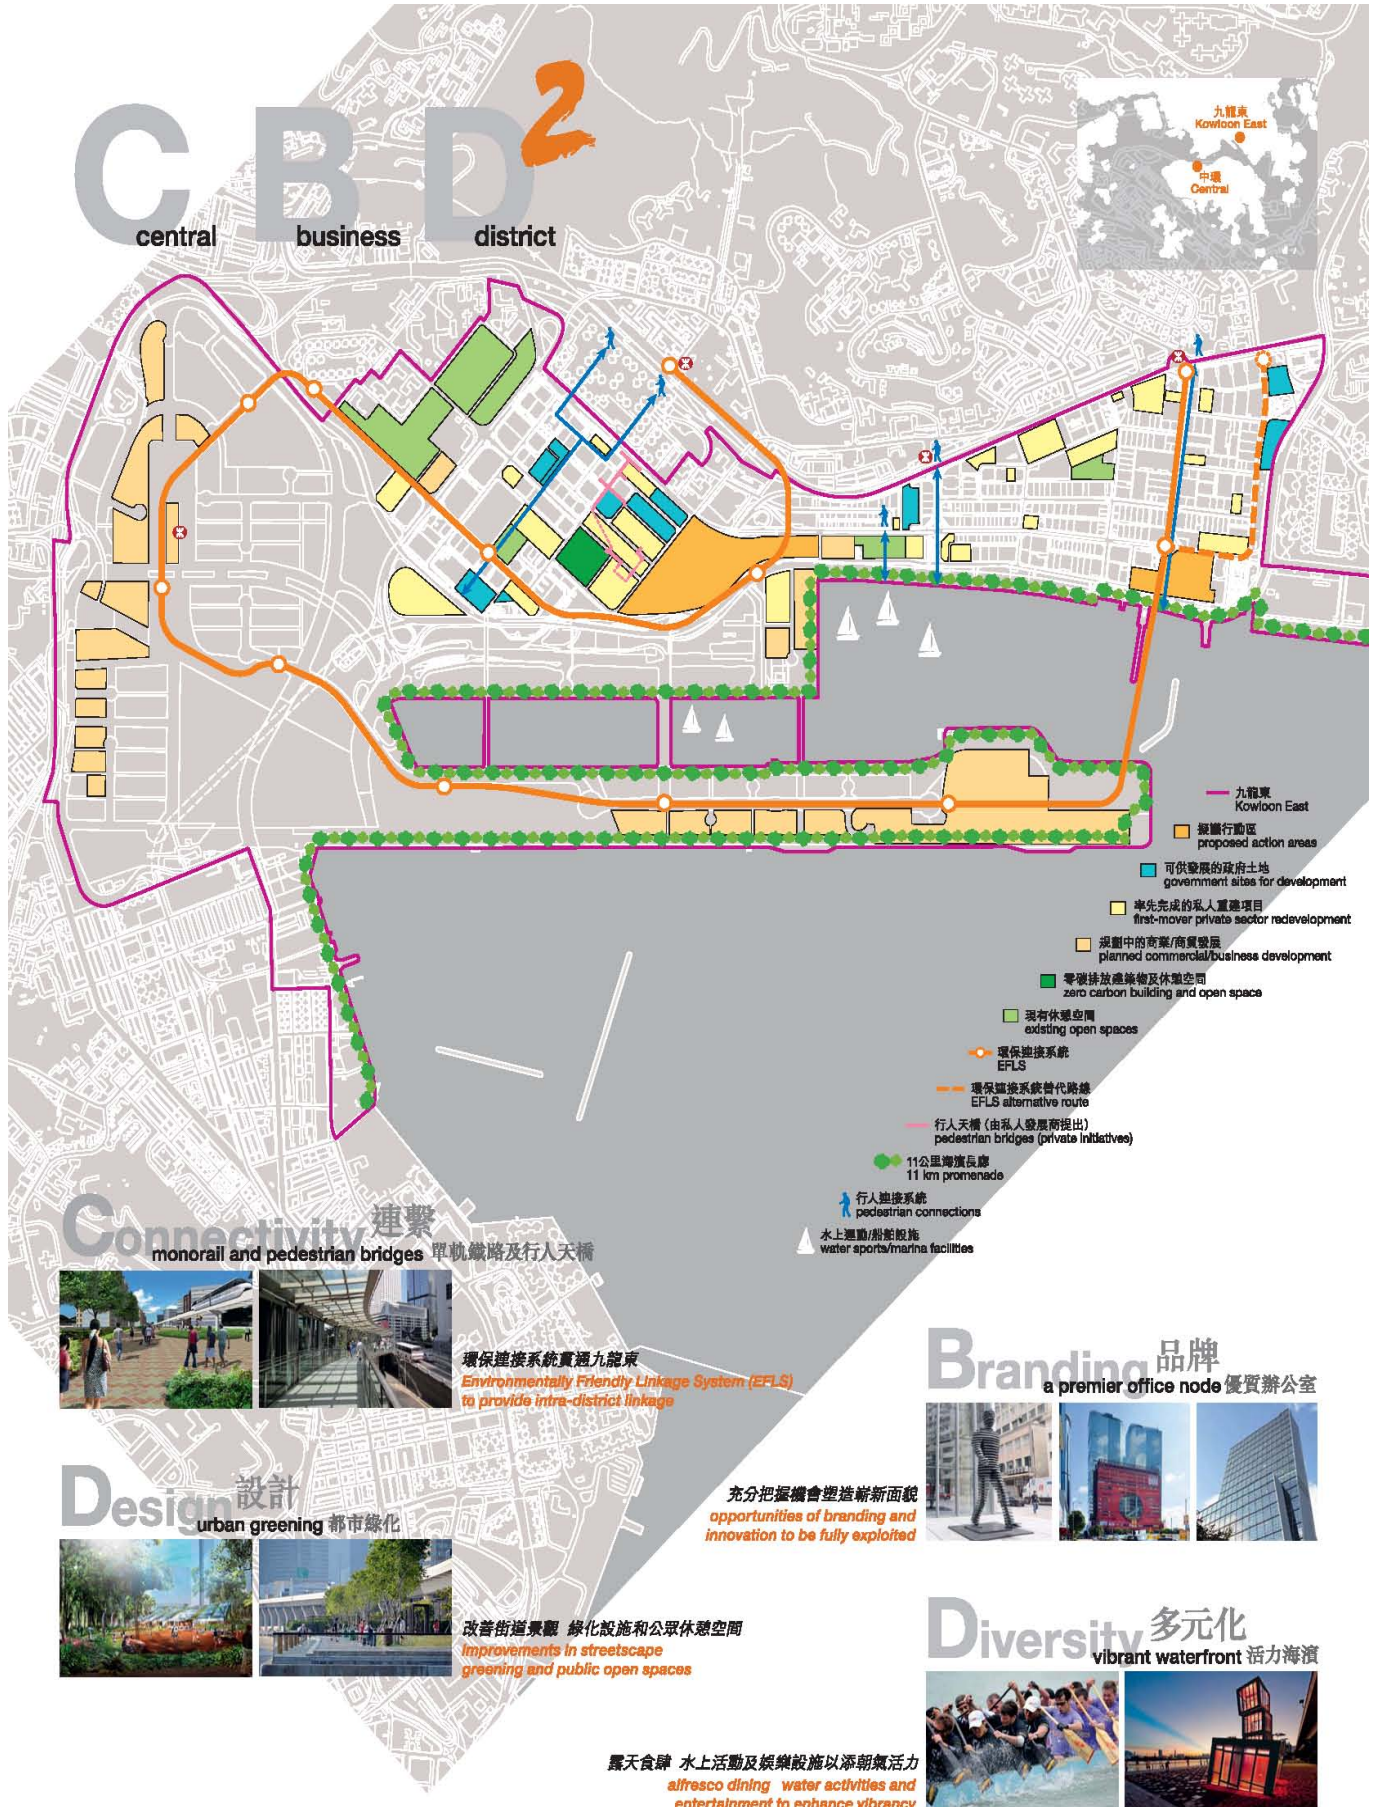 CBD²
central business district
九龍東
Kowloon East
中環
Central
九龍東
Kowloon East
擬議行動區
proposed action areas
可供發展的政府土地
government sites for development
率先完成的私人重建項目
first-mover private sector redevelopment
規劃中的商業/商貿發展
planned commercial/business development
零碳排放建築物及休憩空間
zero carbon building and open space
現有休憩空間
existing open spaces
環保連接系統
EFLS
環保連接系統替代路線
EFLS alternative route
行人天橋 (由私人發展商提出)
pedestrian bridges (private initiatives)
11公里海濱長廊
11 km promenade
行人連接系統
pedestrian connections
水上運動/船舶設施
water sports/marina facilities
Connectivity 連繫
monorail and pedestrian bridges 單軌鐵路及行人天橋
環保連接系統貫通九龍東
Environmentally Friendly Linkage System (EFLS)
to provide intra-district linkage
Branding 品牌
a premier office node 優質辦公室
充分把握機會塑造嶄新面貌
opportunities of branding and
innovation to be fully exploited
Design 設計
urban greening 都市綠化
改善街道景觀 綠化設施和公眾休憩空間
improvements in streetscape
greening and public open spaces
Diversity 多元化
vibrant waterfront 活力海濱
露天食肆 水上活動及娛樂設施以添朝氣活力
alfresco dining water activities and
entertainment to enhance vibrancy